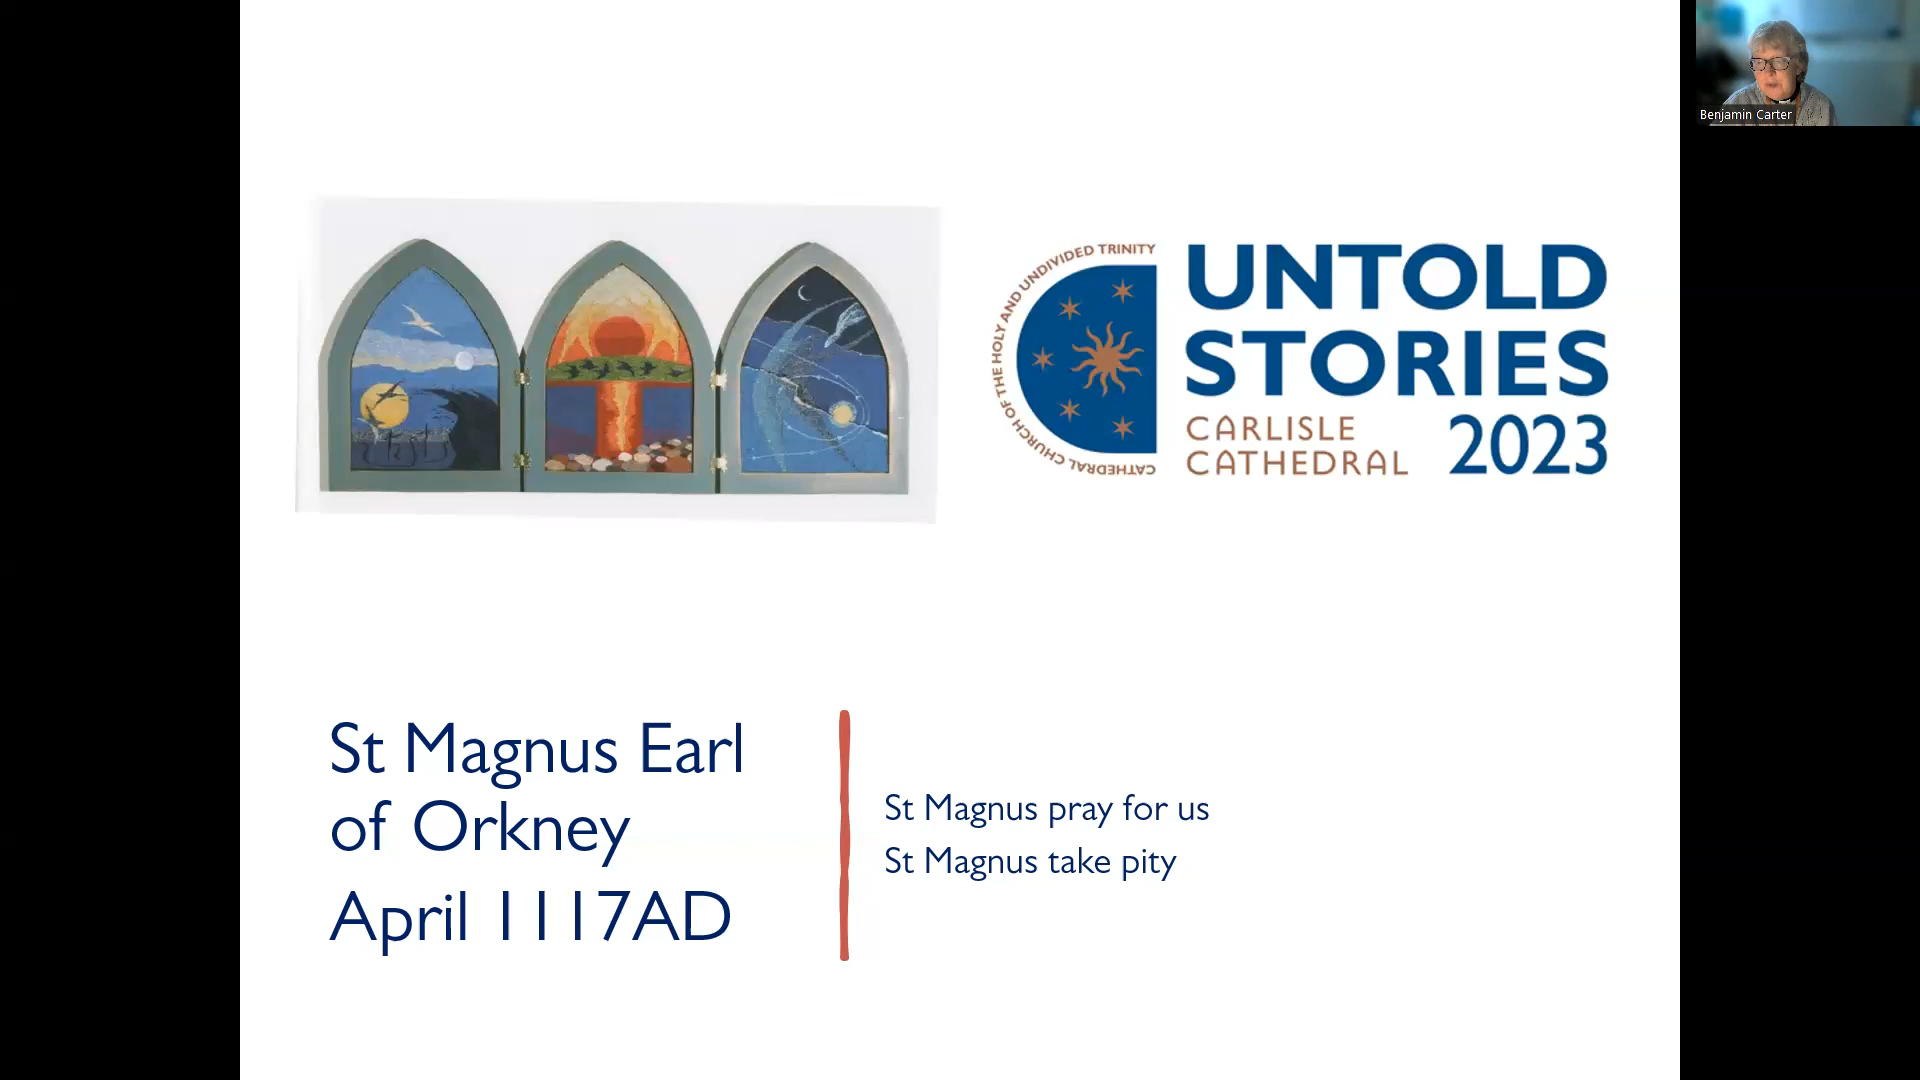 CATHEDRAL CHURCH OF THE HOLY AND UNDIVIDED TRINITY
UNTOLD
STORIES
CARLISLE
CATHEDRAL
2023
Benjamin Carter
St Magnus Earl
of Orkney
April 1117AD
St Magnus pray for us
St Magnus take pity